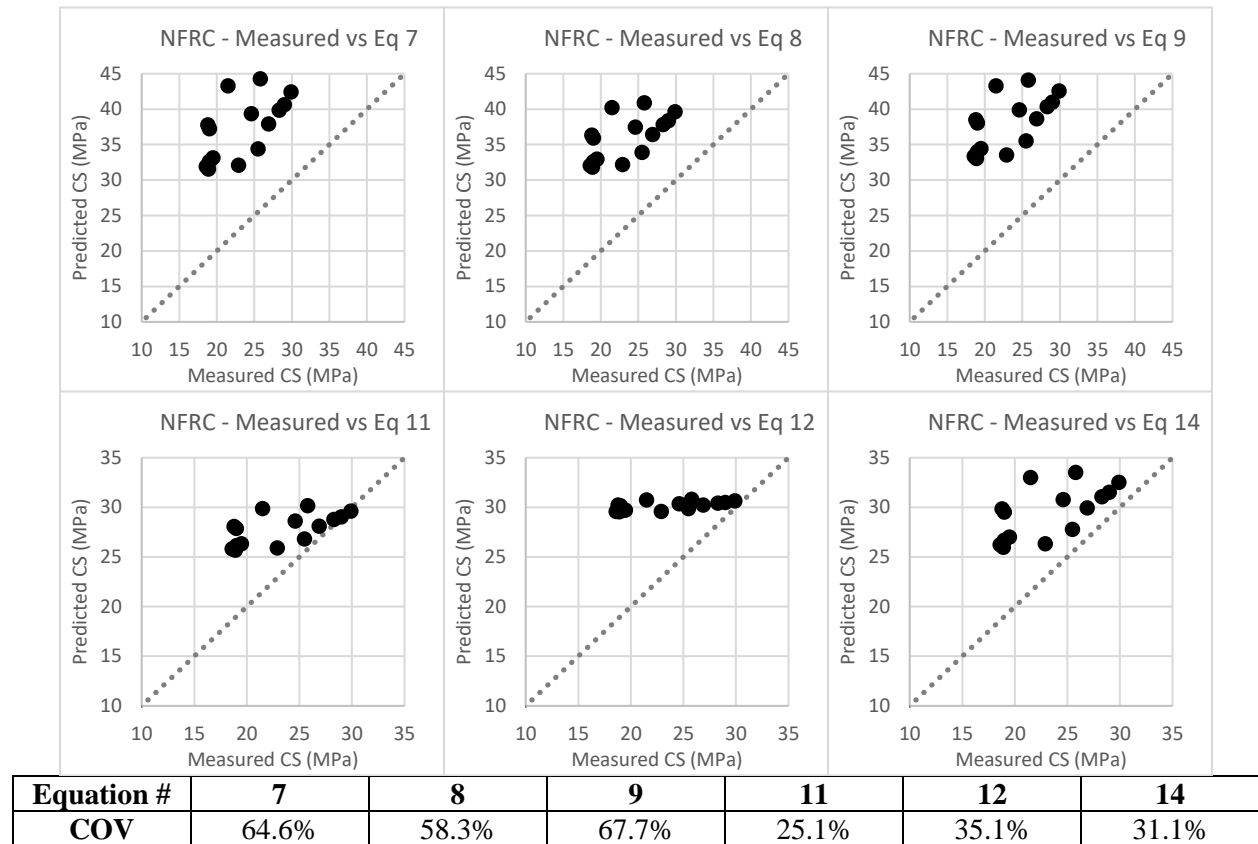 NFRC - Measured vs Eq 7
45
40
35
30
25
20
15
10
Predicted CS (MPa)
10 15 20 25 30 35 40 45
Measured CS (MPa)
NFRC - Measured vs Eq 8
45
40
35
30
25
20
15
10
Predicted CS (MPa)
10 15 20 25 30 35 40 45
Measured CS (MPa)
NFRC - Measured vs Eq 9
45
40
35
30
25
20
15
10
Predicted CS (MPa)
10 15 20 25 30 35 40 45
Measured CS (MPa)
NFRC - Measured vs Eq 11
35
30
25
20
15
10
Predicted CS (MPa)
10 15 20 25 30 35
Measured CS (MPa)
NFRC - Measured vs Eq 12
35
30
25
20
15
10
Predicted CS (MPa)
10 15 20 25 30 35
Measured CS (MPa)
NFRC - Measured vs Eq 14
35
30
25
20
15
10
Predicted CS (MPa)
10 15 20 25 30 35
Measured CS (MPa)
Equation # 7 8 9 11 12 14
COV 64.6% 58.3% 67.7% 25.1% 35.1% 31.1%